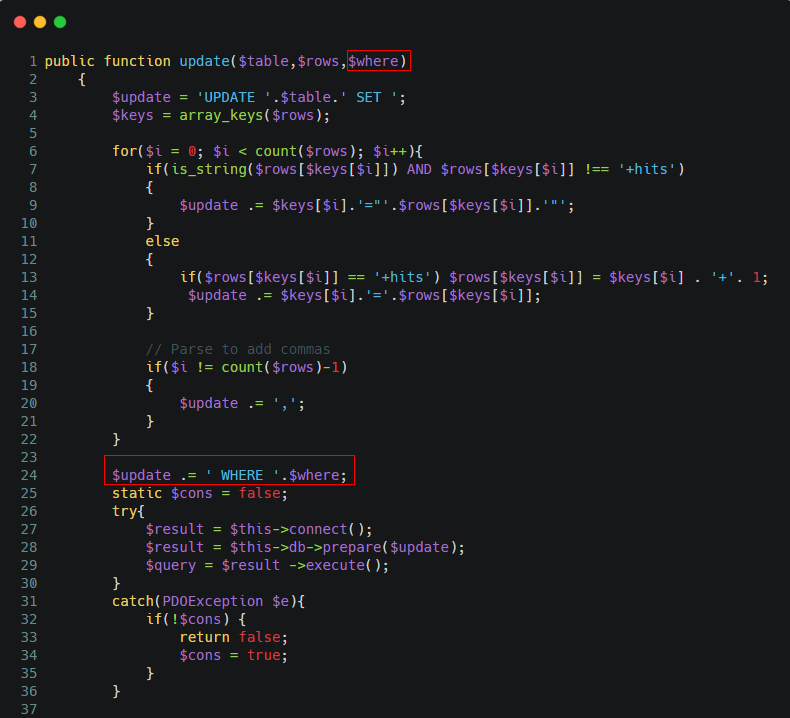 1 public function update($table,$rows,$where)
2     {
3         $update = 'UPDATE '.$table.' SET ';
4         $keys = array_keys($rows);
5
6         for($i = 0; $i < count($rows); $i++){
7             if(is_string($rows[$keys[$i]]) AND $rows[$keys[$i]] !== '+hits')
8             {
9                 $update .= $keys[$i].'="'.$rows[$keys[$i]].'"';
10             }
11             else
12             {
13                 if($rows[$keys[$i]] == '+hits') $rows[$keys[$i]] = $keys[$i] . '+'. 1;
14                  $update .= $keys[$i].'='.$rows[$keys[$i]];
15             }
16
17             // Parse to add commas
18             if($i != count($rows)-1)
19             {
20                 $update .= ',';
21             }
22         }
23
24         $update .= ' WHERE '.$where;
25         static $cons = false;
26         try{
27             $result = $this->connect();
28             $result = $this->db->prepare($update);
29             $query = $result ->execute();
30         }
31         catch(PDOException $e){
32             if(!$cons) {
33                 return false;
34                 $cons = true;
35             }
36         }
37